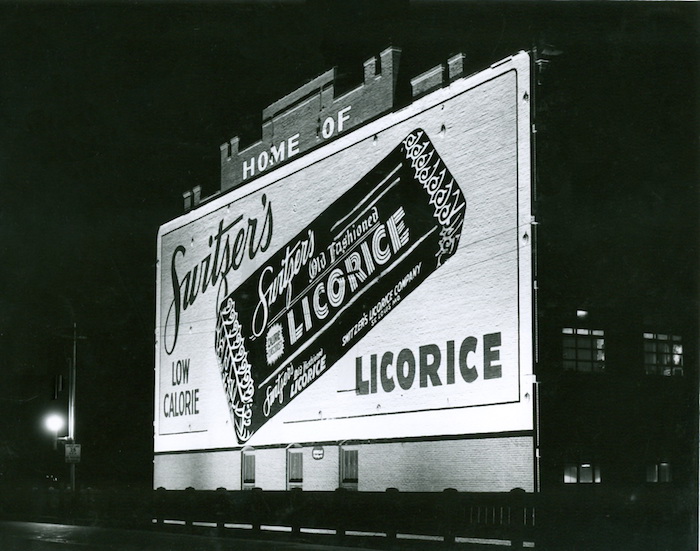 HOME OF
Switzer's
LOW
CALORIE
Switzer's
Old Fashioned
LICORICE
SWITZER'S LICORICE COMPANY
ST. LOUIS, MO.
Switzer's
Old Fashioned
LICORICE
LICORICE